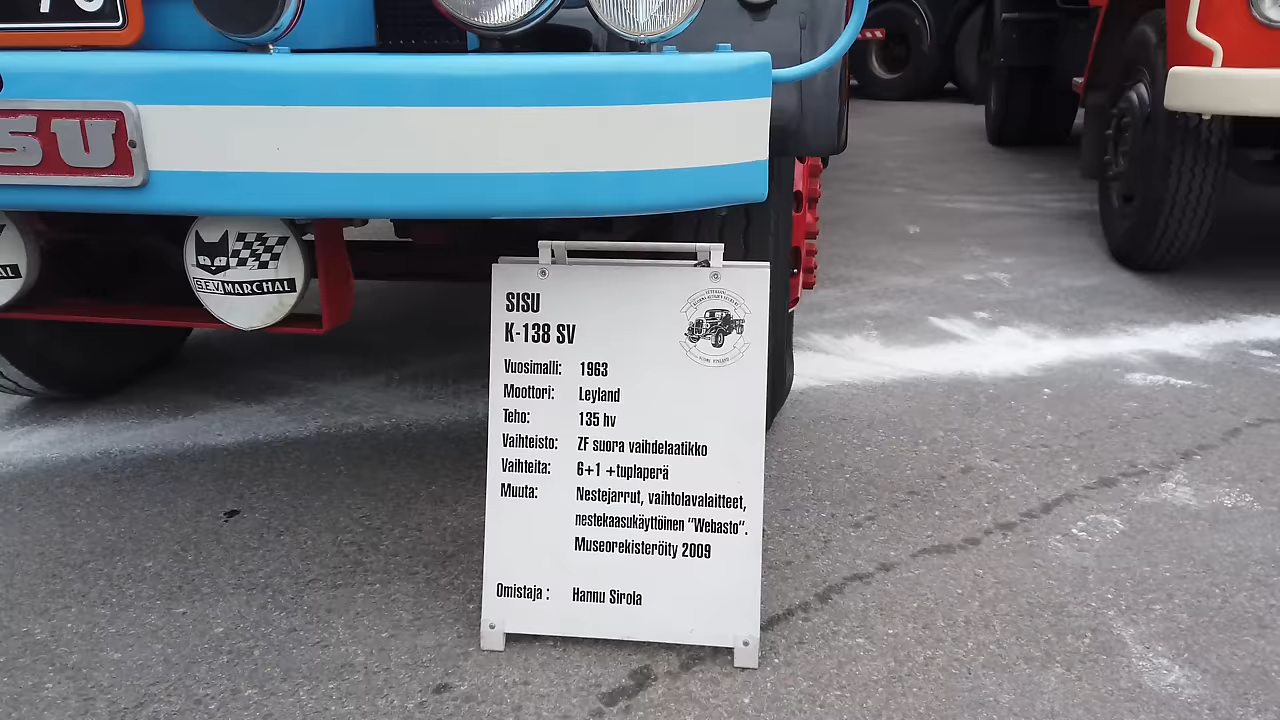 SU
S.E.V. MARCHAL
SISU
K-138 SV
Vuosimalli: 1963
Moottori: Leyland
Teho: 135 hv
Vaihteisto: ZF suora vaihdelaatikko
Vaihteita: 6+1 +tuplaperä
Muuta: Nestejarrut, vaihtolavalaitteet,
nestekaasukäyttöinen "Webasto".
Museorekisteröity 2009
Omistaja : Hannu Sirola